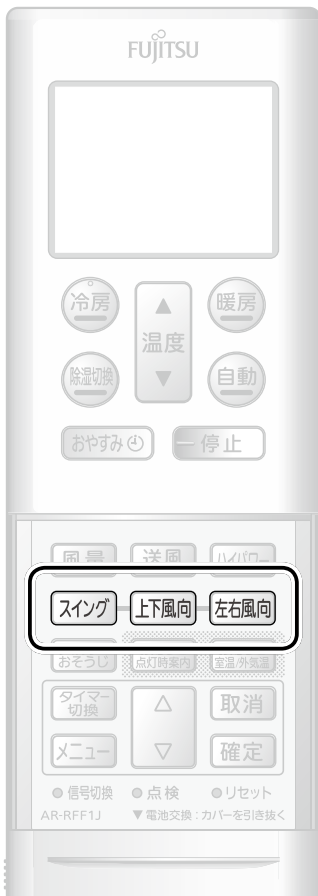 FUJITSU
冷房 ▲ 暖房
温度
除湿切換 ▼ 自動
おやすみ 停止
風量 送風 ハイパワー
スイング 上下風向 左右風向
おそうじ 点灯時案内 室温/外気温
タイマー切換 △ 取消
メニュー ▽ 確定
信号切換 点検 リセット
AR-RFF1J ▼電池交換:カバーを引き抜く